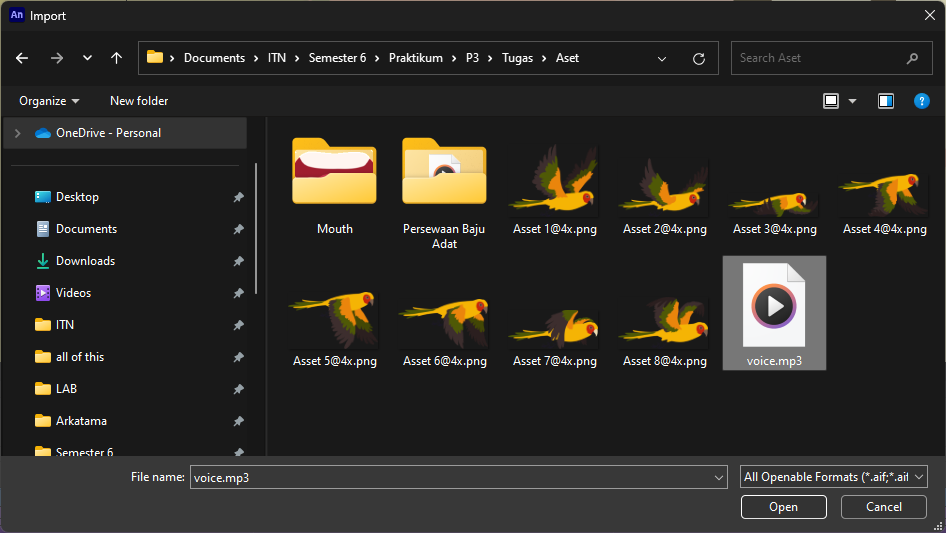 An Import
Documents > ITN > Semester 6 > Praktikum > P3 > Tugas > Aset
Search Aset
Organize
New folder
?
OneDrive - Personal
Desktop
Documents
Downloads
Videos
ITN
all of this
LAB
Arkatama
Semester 6
Mouth
Persewaan Baju
Adat
Asset 1@4x.png
Asset 2@4x.png
Asset 3@4x.png
Asset 4@4x.png
Asset 5@4x.png
Asset 6@4x.png
Asset 7@4x.png
Asset 8@4x.png
voice.mp3
File name:
voice.mp3
All Openable Formats (*.aif;*.aif
Open
Cancel